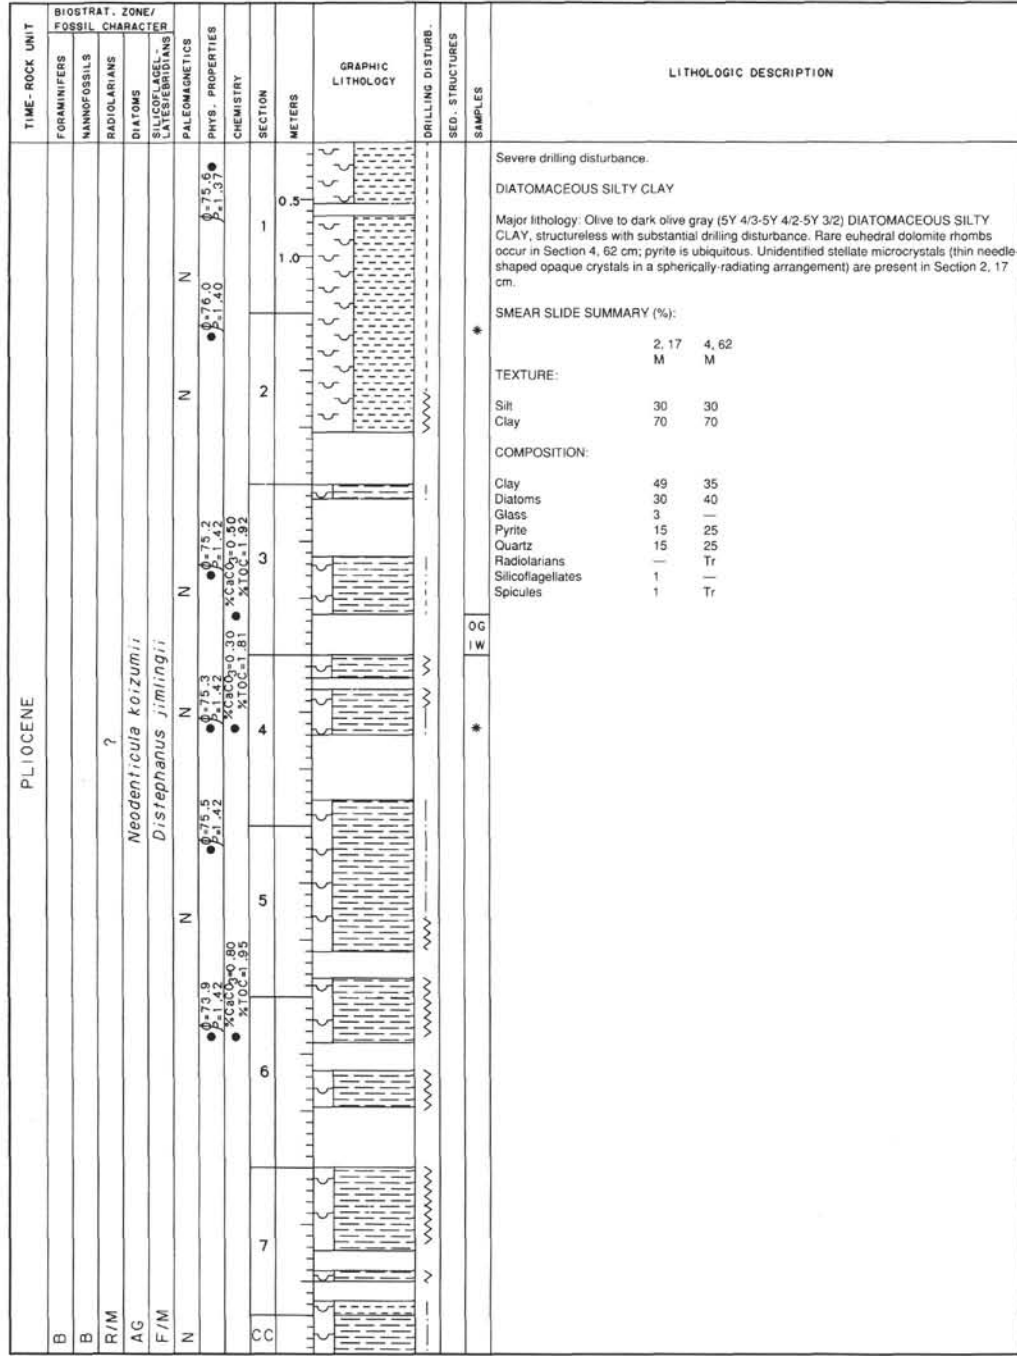 TIME-ROCK UNIT
BIOSTRAT. ZONE/
FOSSIL CHARACTER
FORAMINIFERS
NANNOFOSSILS
RADIOLARIANS
DIATOMS
SILICOFLAGEL-
LATES/EBRIDIANS
PALEOMAGNETICS
PHYS. PROPERTIES
CHEMISTRY
SECTION
METERS
GRAPHIC
LITHOLOGY
DRILLING DISTURB.
SED. STRUCTURES
SAMPLES
LITHOLOGIC DESCRIPTION
PLIOCENE
B
B
?
R/M
Neodenticula koizumii
AG
Distephanus jimlingii
F/M
N
N
N
N
N
N
Φ=75.6
ρ=1.37
Φ=76.0
ρ=1.40
Φ=75.2
ρ=1.42
Φ=75.3
ρ=1.42
Φ=75.5
ρ=1.42
Φ=73.9
ρ=1.42
%CaCO3=0.50
%TOC=1.92
%CaCO3=0.30
%TOC=1.81
%CaCO3=0.80
%TOC=1.95
1
2
3
4
5
6
7
CC
0.5
1.0
*
OG
IW
*
Severe drilling disturbance.
DIATOMACEOUS SILTY CLAY
Major lithology: Olive to dark olive gray (5Y 4/3-5Y 4/2-5Y 3/2) DIATOMACEOUS SILTY
CLAY, structureless with substantial drilling disturbance. Rare euhedral dolomite rhombs
occur in Section 4, 62 cm; pyrite is ubiquitous. Unidentified stellate microcrystals (thin needle-
shaped opaque crystals in a spherically-radiating arrangement) are present in Section 2, 17
cm.
SMEAR SLIDE SUMMARY (%):
2, 17 4, 62
M M
TEXTURE:
Silt 30 30
Clay 70 70
COMPOSITION:
Clay 49 35
Diatoms 30 40
Glass 3 —
Pyrite 15 25
Quartz 15 25
Radiolarians — Tr
Silicoflagellates 1 —
Spicules 1 Tr